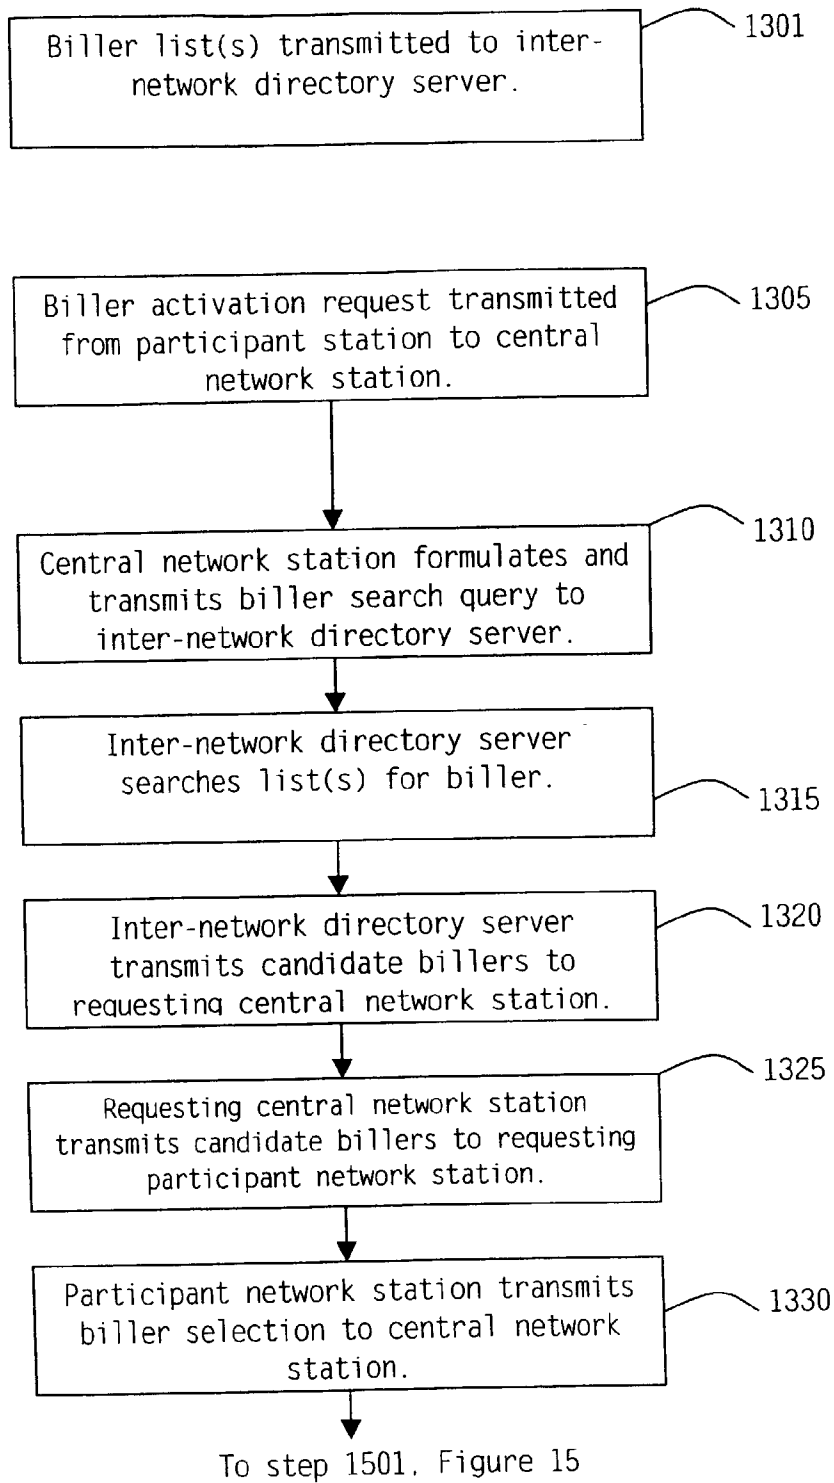 Biller list(s) transmitted to inter-
network directory server.
1301
Biller activation request transmitted
from participant station to central
network station.
1305
Central network station formulates and
transmits biller search query to
inter-network directory server.
1310
Inter-network directory server
searches list(s) for biller.
1315
Inter-network directory server
transmits candidate billers to
requesting central network station.
1320
Requesting central network station
transmits candidate billers to requesting
participant network station.
1325
Participant network station transmits
biller selection to central network
station.
1330
To step 1501, Figure 15